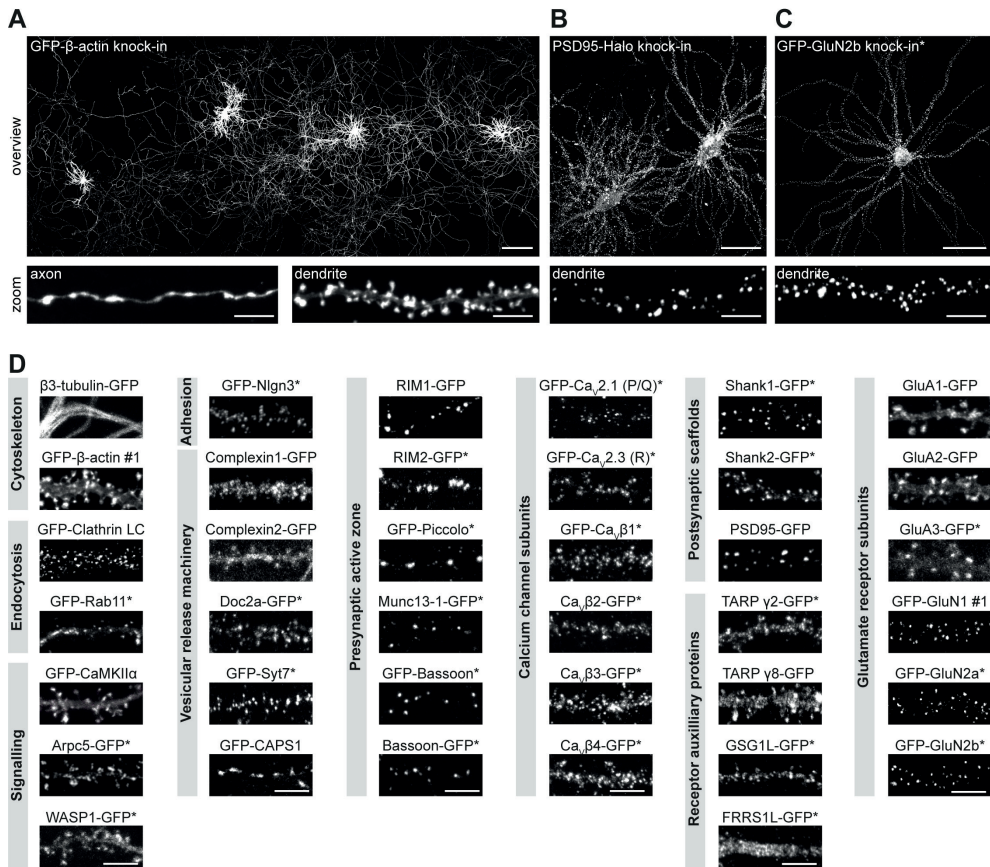 A
B
C
GFP-β-actin knock-in
PSD95-Halo knock-in
GFP-GluN2b knock-in*
overview
zoom
axon
dendrite
dendrite
dendrite
D
Cytoskeleton
β3-tubulin-GFP
GFP-β-actin #1
Endocytosis
GFP-Clathrin LC
GFP-Rab11*
Signalling
GFP-CaMKIIα
Arpc5-GFP*
WASP1-GFP*
Adhesion
GFP-Nlgn3*
Vesicular release machinery
Complexin1-GFP
Complexin2-GFP
Doc2a-GFP*
GFP-Syt7*
GFP-CAPS1
Presynaptic active zone
RIM1-GFP
RIM2-GFP*
GFP-Piccolo*
Munc13-1-GFP*
GFP-Bassoon*
Bassoon-GFP*
Calcium channel subunits
GFP-CaV2.1 (P/Q)*
GFP-CaV2.3 (R)*
GFP-CaVβ1*
CaVβ2-GFP*
CaVβ3-GFP*
CaVβ4-GFP*
Postsynaptic scaffolds
Shank1-GFP*
Shank2-GFP*
PSD95-GFP
Receptor auxilliary proteins
TARP γ2-GFP*
TARP γ8-GFP
GSG1L-GFP*
FRRS1L-GFP*
Glutamate receptor subunits
GluA1-GFP
GluA2-GFP
GluA3-GFP*
GFP-GluN1 #1
GFP-GluN2a*
GFP-GluN2b*